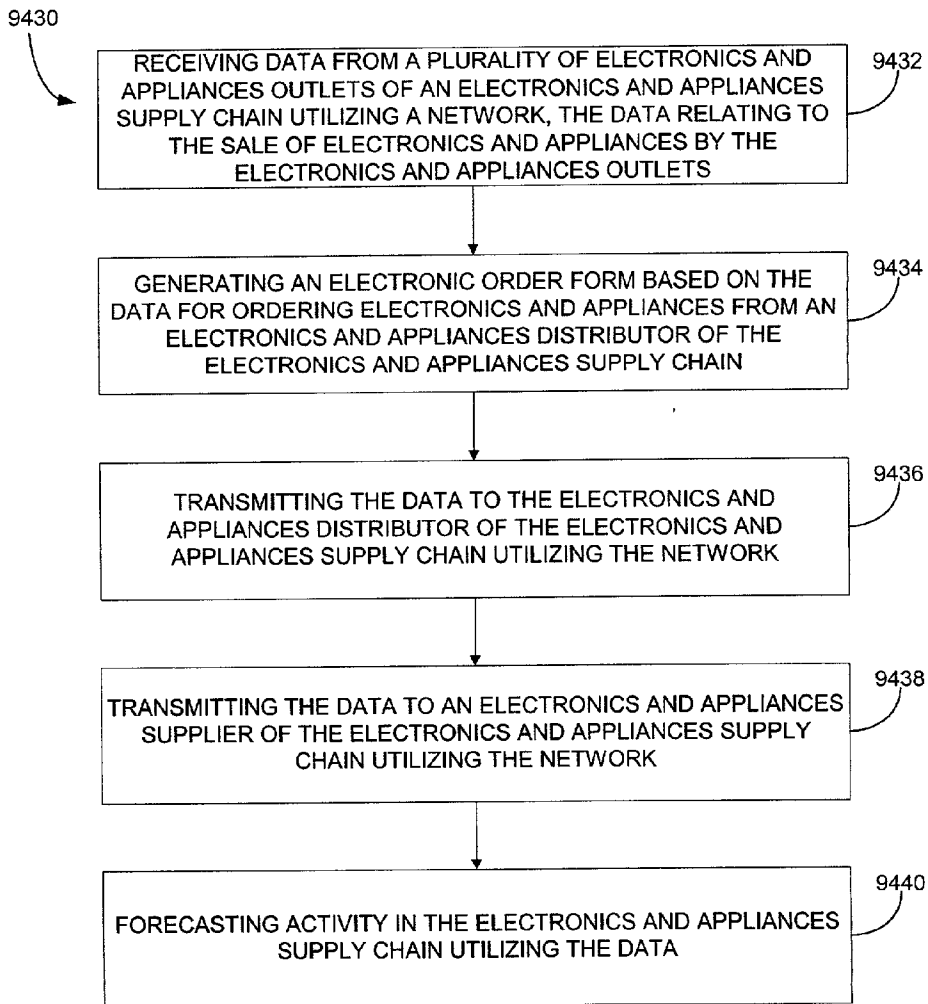 9430
RECEIVING DATA FROM A PLURALITY OF ELECTRONICS AND
APPLIANCES OUTLETS OF AN ELECTRONICS AND APPLIANCES
SUPPLY CHAIN UTILIZING A NETWORK, THE DATA RELATING TO
THE SALE OF ELECTRONICS AND APPLIANCES BY THE
ELECTRONICS AND APPLIANCES OUTLETS
9432
GENERATING AN ELECTRONIC ORDER FORM BASED ON THE
DATA FOR ORDERING ELECTRONICS AND APPLIANCES FROM AN
ELECTRONICS AND APPLIANCES DISTRIBUTOR OF THE
ELECTRONICS AND APPLIANCES SUPPLY CHAIN
9434
TRANSMITTING THE DATA TO THE ELECTRONICS AND
APPLIANCES DISTRIBUTOR OF THE ELECTRONICS AND
APPLIANCES SUPPLY CHAIN UTILIZING THE NETWORK
9436
TRANSMITTING THE DATA TO AN ELECTRONICS AND APPLIANCES
SUPPLIER OF THE ELECTRONICS AND APPLIANCES SUPPLY
CHAIN UTILIZING THE NETWORK
9438
FORECASTING ACTIVITY IN THE ELECTRONICS AND APPLIANCES
SUPPLY CHAIN UTILIZING THE DATA
9440